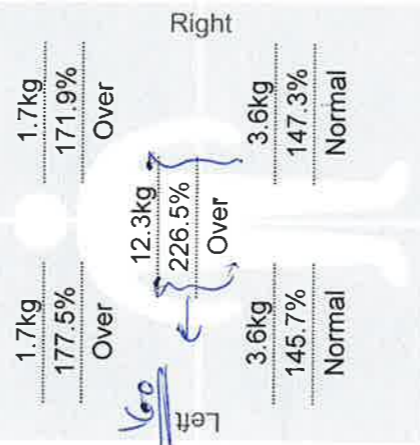 Right
1.7kg
171.9%
Over
1.7kg
177.5%
Over
12.3kg
226.5%
Over
3.6kg
147.3%
Normal
3.6kg
145.7%
Normal
Left